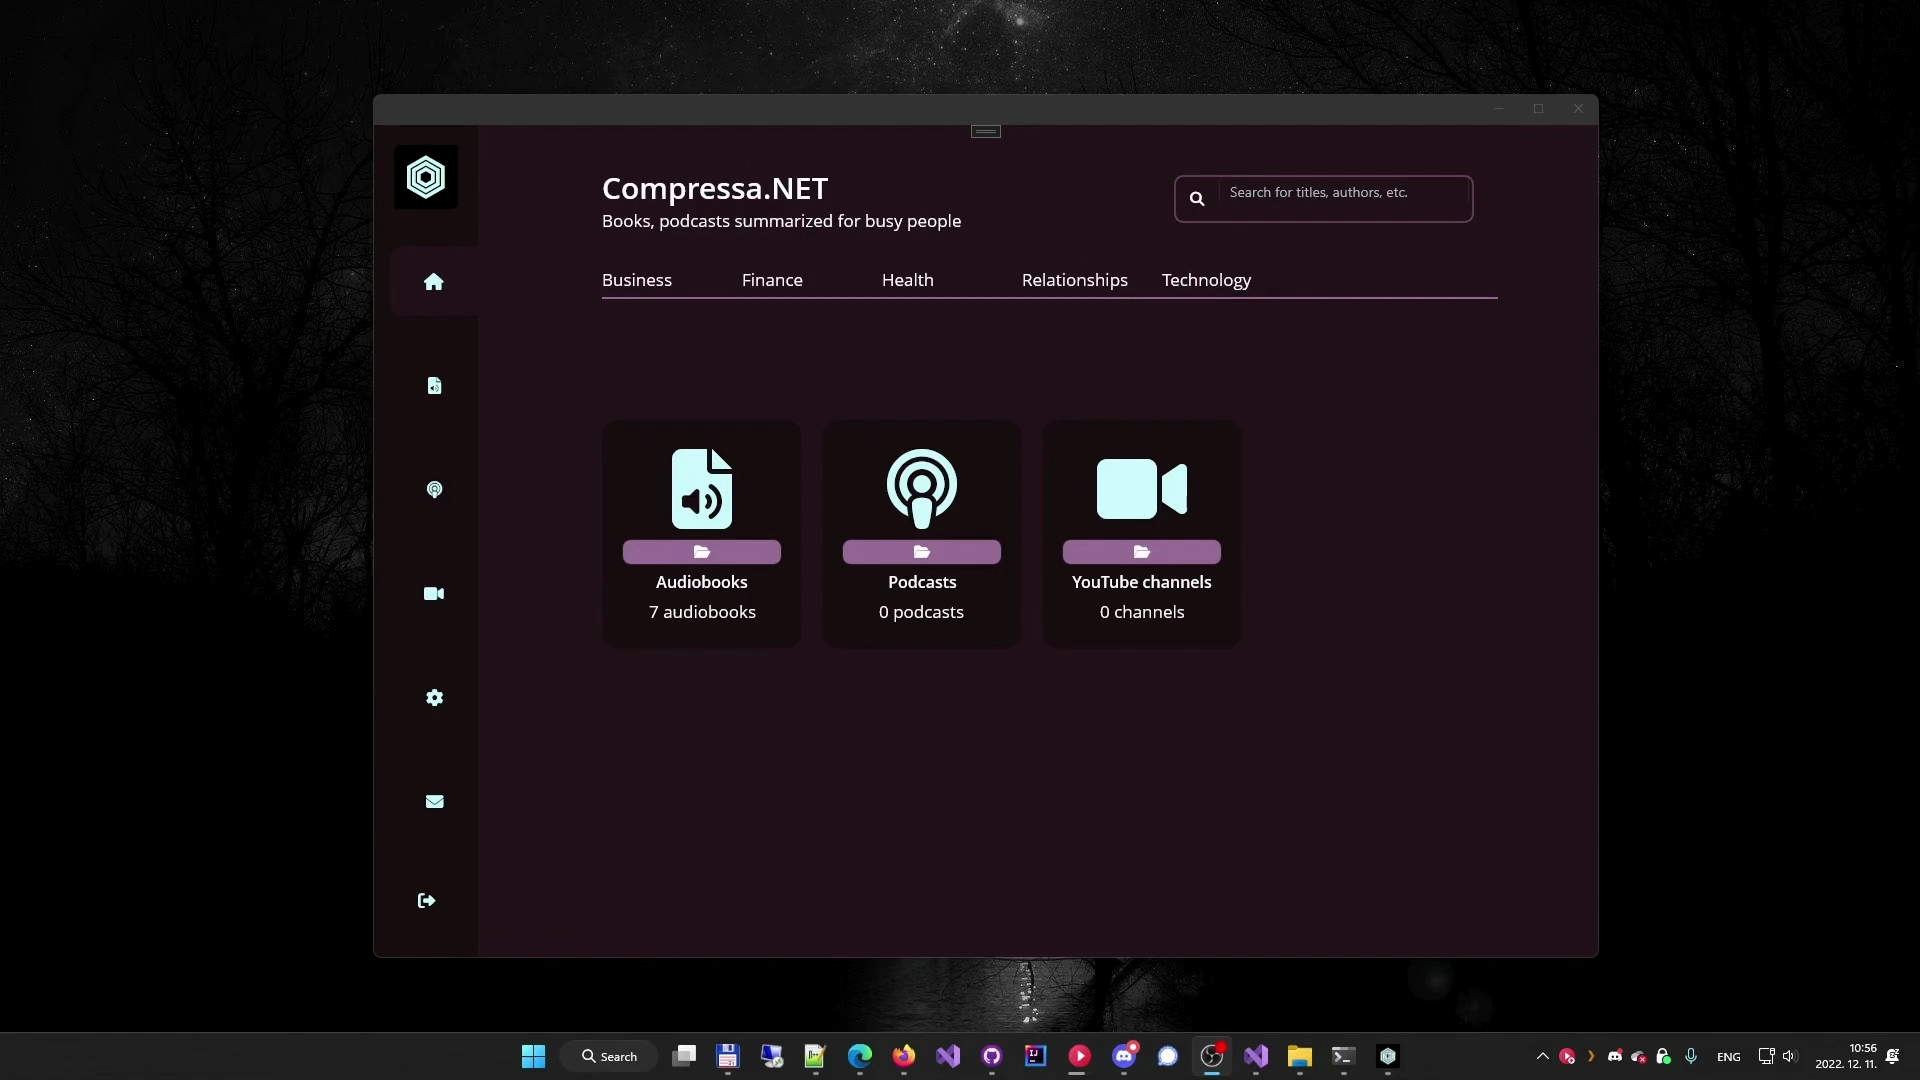 Compressa.NET
Books, podcasts summarized for busy people
Search for titles, authors, etc.
Business Finance Health Relationships Technology
Audiobooks
7 audiobooks
Podcasts
0 podcasts
YouTube channels
0 channels
Search
ENG
10:56
2022. 12. 11.